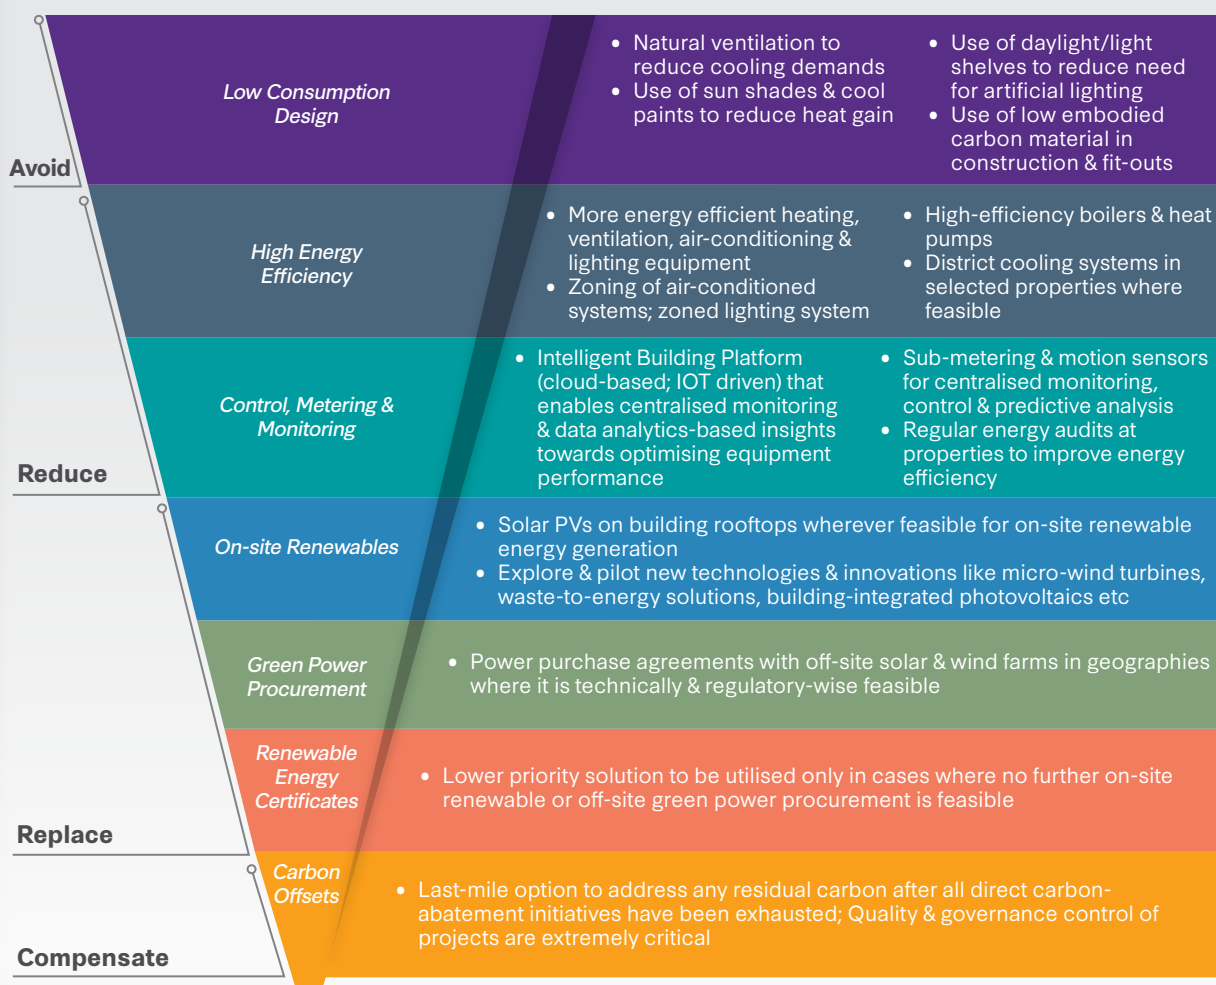 Low Consumption
Design
• Natural ventilation to
reduce cooling demands
• Use of sun shades & cool
paints to reduce heat gain
• Use of daylight/light
shelves to reduce need
for artificial lighting
• Use of low embodied
carbon material in
construction & fit-outs
Avoid
High Energy
Efficiency
• More energy efficient heating,
ventilation, air-conditioning &
lighting equipment
• Zoning of air-conditioned
systems; zoned lighting system
• High-efficiency boilers & heat
pumps
• District cooling systems in
selected properties where
feasible
Control, Metering &
Monitoring
• Intelligent Building Platform
(cloud-based; IOT driven) that
enables centralised monitoring
& data analytics-based insights
towards optimising equipment
performance
• Sub-metering & motion sensors
for centralised monitoring,
control & predictive analysis
• Regular energy audits at
properties to improve energy
efficiency
Reduce
On-site Renewables
• Solar PVs on building rooftops wherever feasible for on-site renewable
energy generation
• Explore & pilot new technologies & innovations like micro-wind turbines,
waste-to-energy solutions, building-integrated photovoltaics etc
Green Power
Procurement
• Power purchase agreements with off-site solar & wind farms in geographies
where it is technically & regulatory-wise feasible
Renewable
Energy
Certificates
• Lower priority solution to be utilised only in cases where no further on-site
renewable or off-site green power procurement is feasible
Replace
Carbon
Offsets
• Last-mile option to address any residual carbon after all direct carbon-
abatement initiatives have been exhausted; Quality & governance control of
projects are extremely critical
Compensate